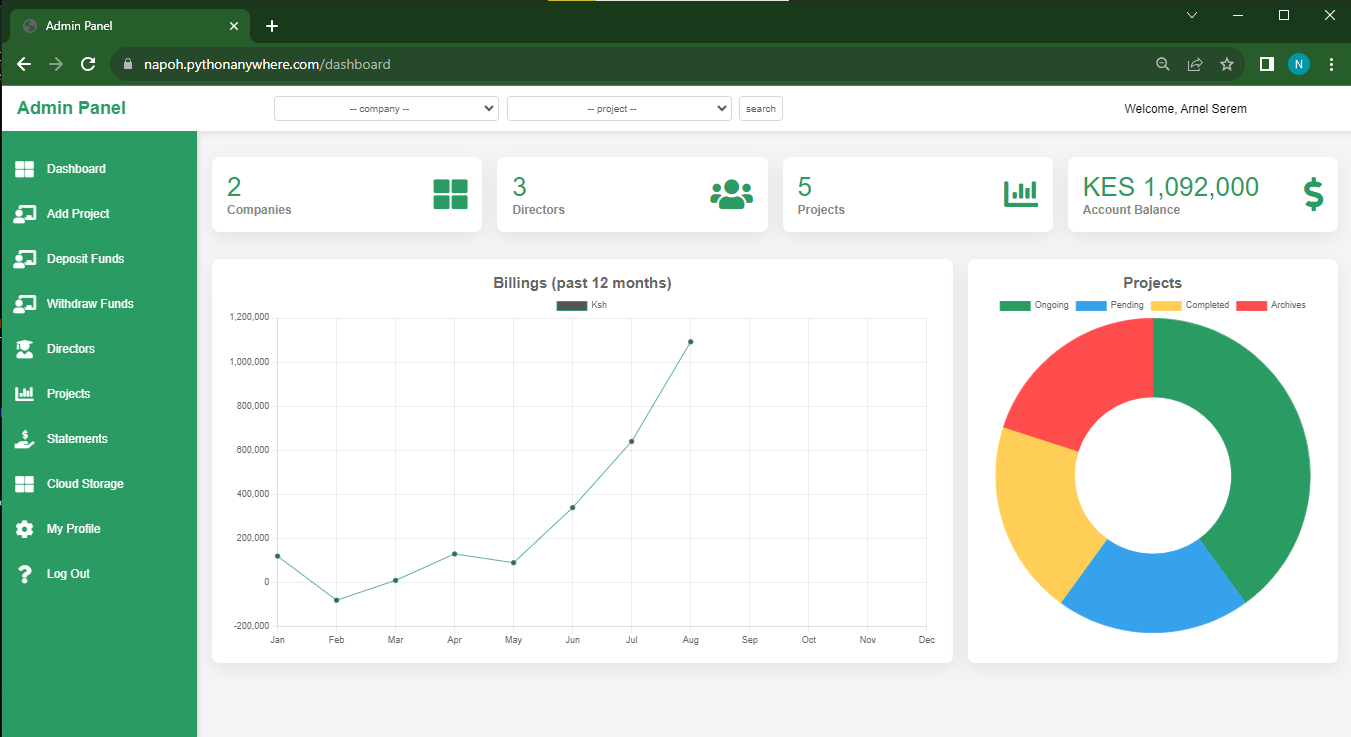 Admin Panel
napoh.pythonanywhere.com/dashboard
N
Admin Panel
-- company --
-- project --
search
Welcome, Arnel Serem
Dashboard
Add Project
Deposit Funds
Withdraw Funds
Directors
Projects
Statements
Cloud Storage
My Profile
Log Out
2
Companies
3
Directors
5
Projects
KES 1,092,000
Account Balance
Billings (past 12 months)
Ksh
1,200,000
1,000,000
800,000
600,000
400,000
200,000
0
-200,000
Jan Feb Mar Apr May Jun Jul Aug Sep Oct Nov Dec
Projects
Ongoing Pending Completed Archives